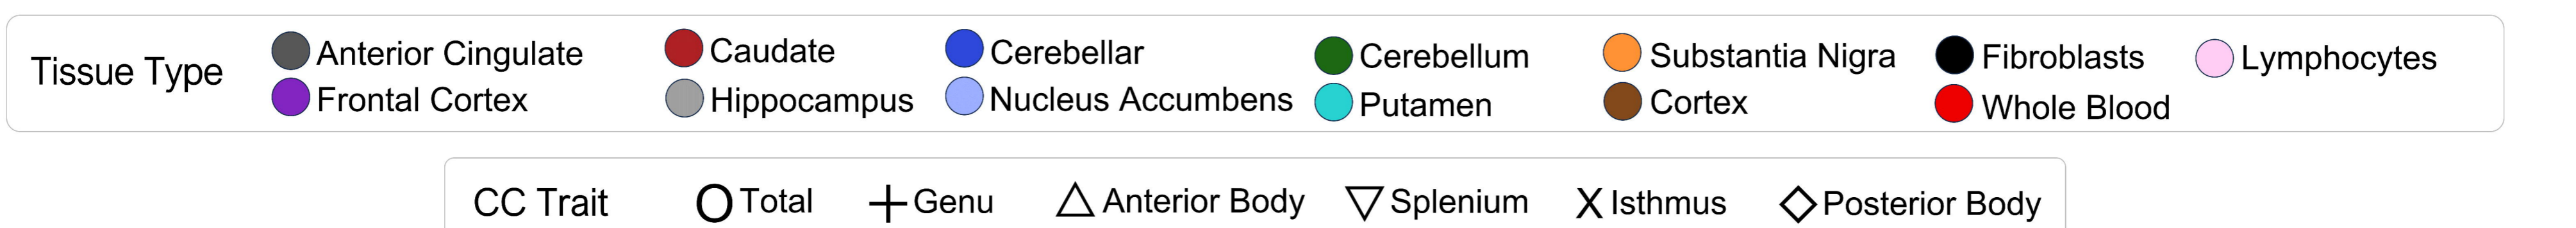 Tissue Type
Anterior Cingulate Caudate Cerebellar Cerebellum Substantia Nigra Fibroblasts Lymphocytes
Frontal Cortex Hippocampus Nucleus Accumbens Putamen Cortex Whole Blood
CC Trait Total Genu Anterior Body Splenium Isthmus Posterior Body